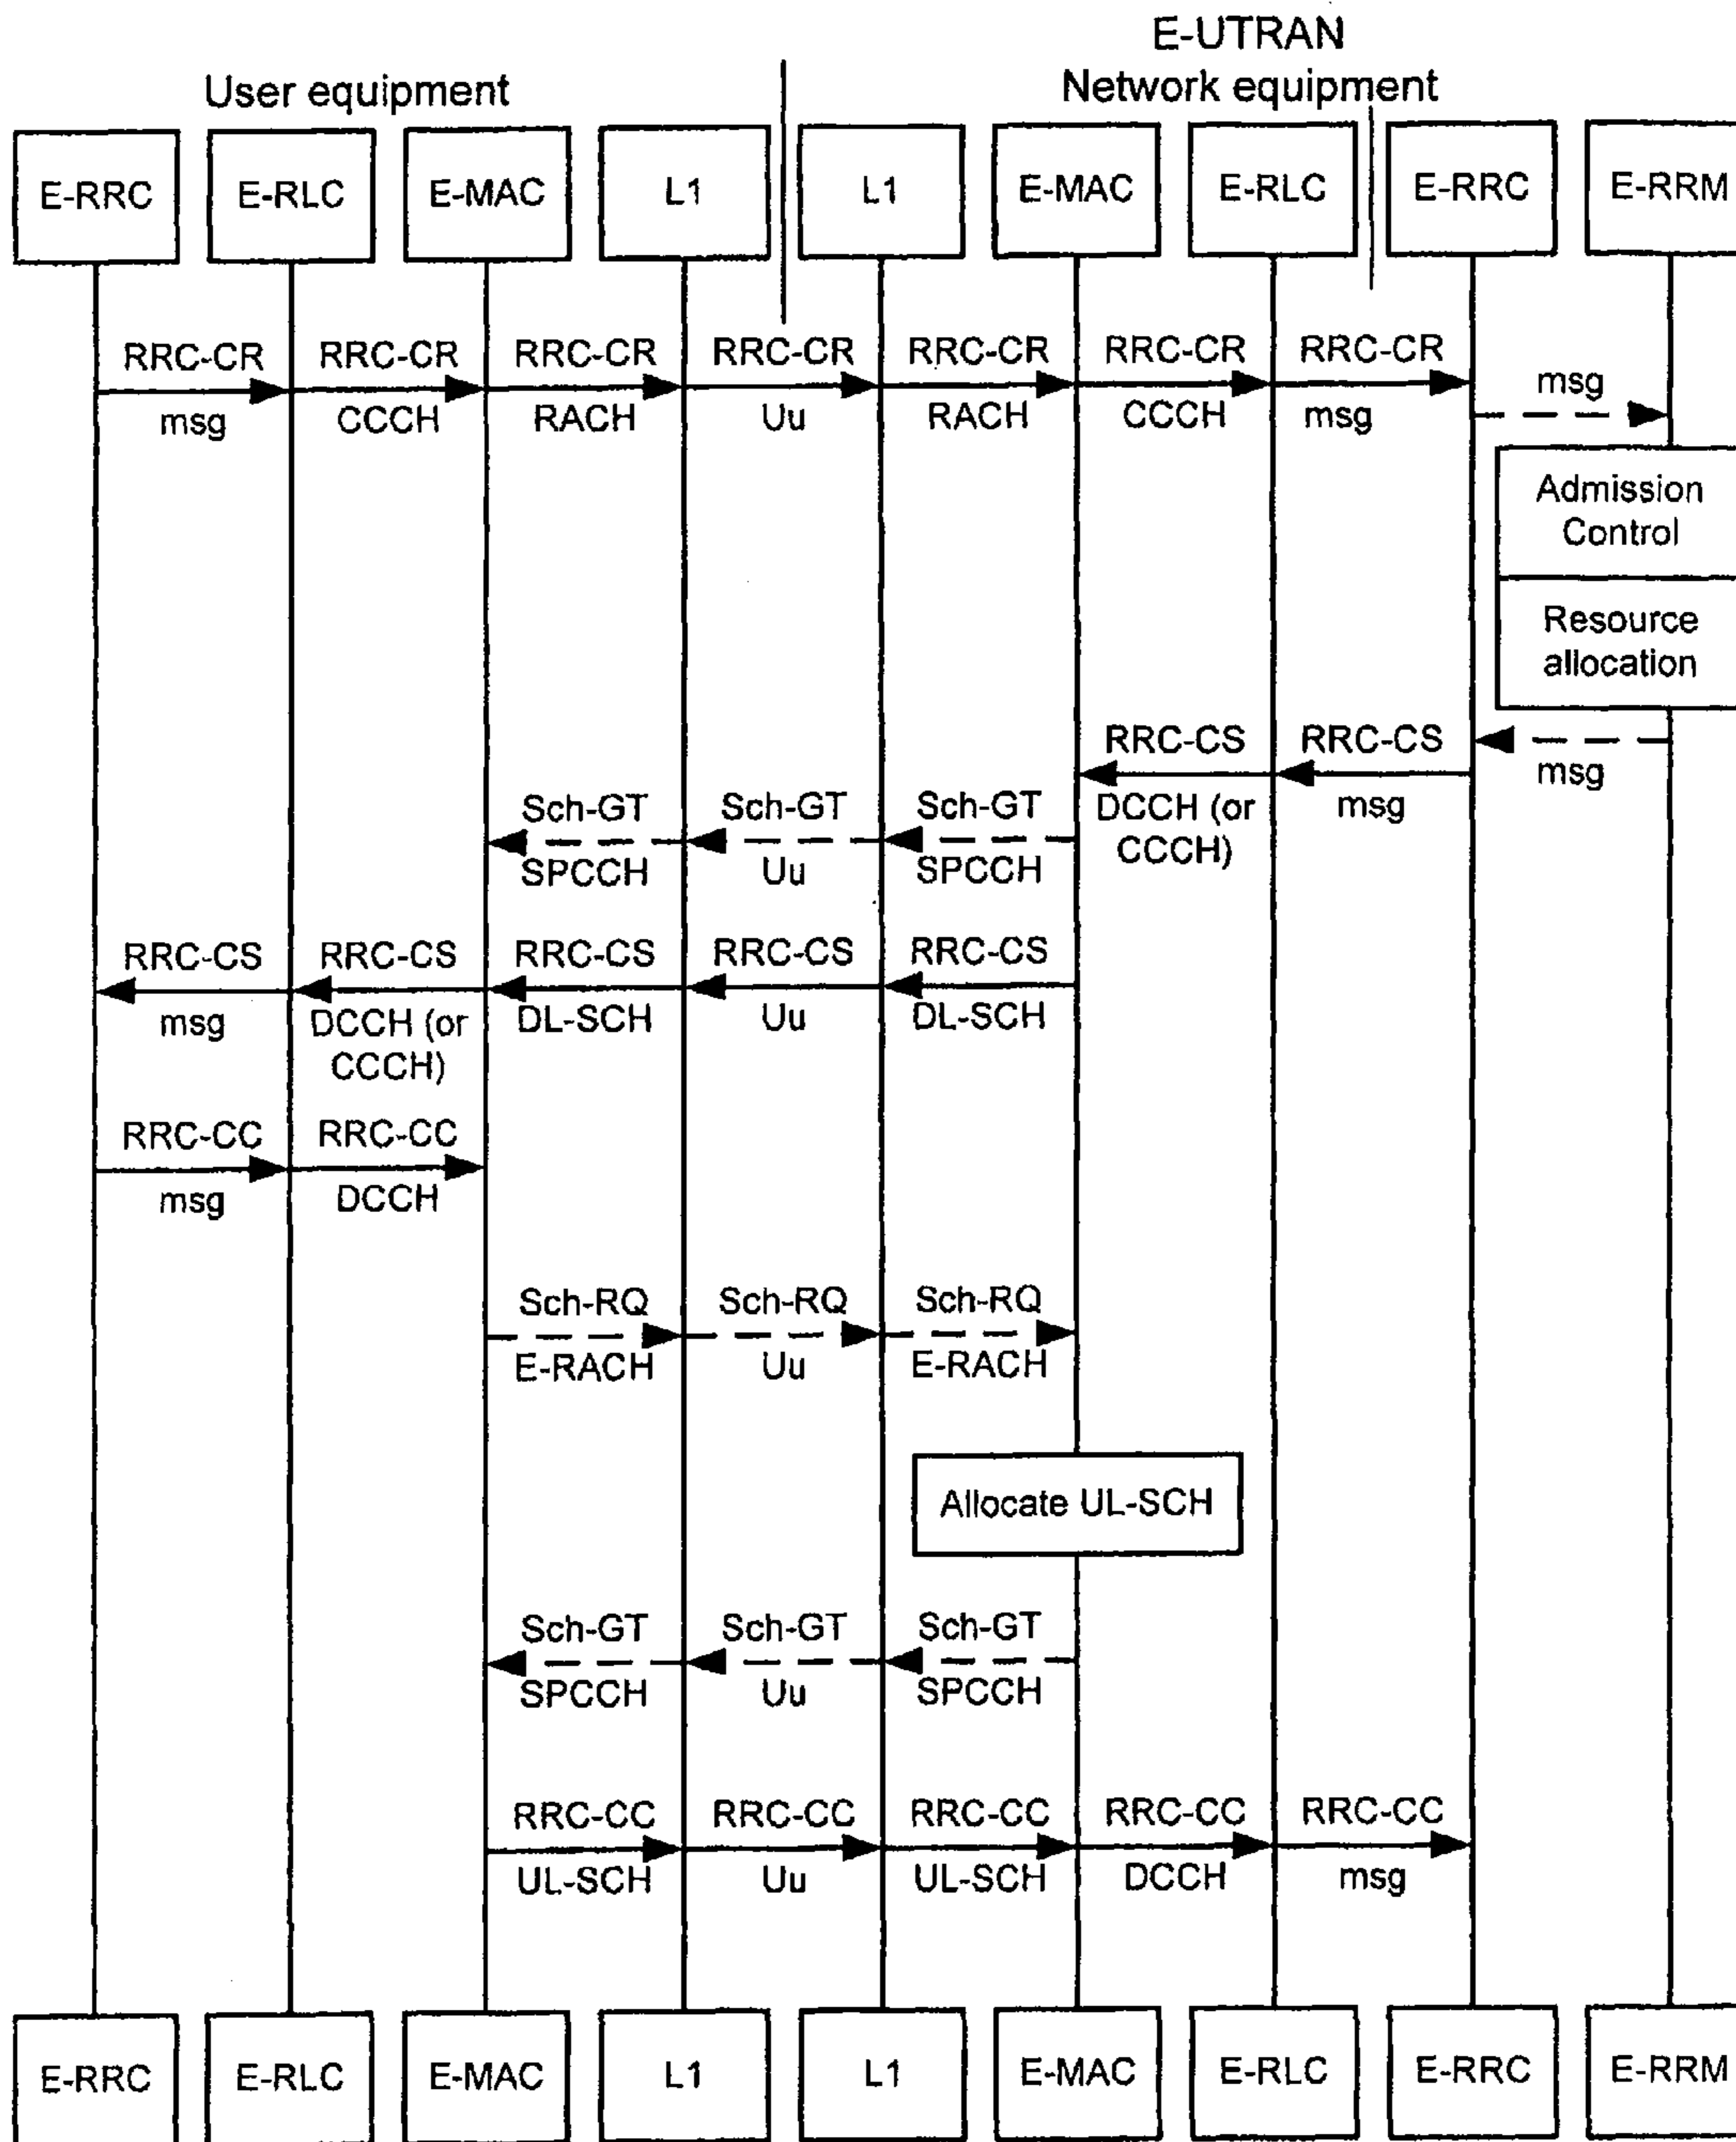 E-UTRAN
User equipment
Network equipment
E-RRC E-RLC E-MAC L1 L1 E-MAC E-RLC E-RRC E-RRM
RRC-CR RRC-CR RRC-CR RRC-CR RRC-CR RRC-CR RRC-CR
msg CCCH RACH Uu RACH CCCH msg
msg
Admission
Control
Resource
allocation
RRC-CS RRC-CS
DCCH (or
CCCH)
msg
msg
Sch-GT Sch-GT Sch-GT
SPCCH Uu SPCCH
RRC-CS RRC-CS RRC-CS RRC-CS RRC-CS
msg DCCH (or
CCCH)
DL-SCH Uu DL-SCH
RRC-CC RRC-CC
msg DCCH
Sch-RQ Sch-RQ Sch-RQ
E-RACH Uu E-RACH
Allocate UL-SCH
Sch-GT Sch-GT Sch-GT
SPCCH Uu SPCCH
RRC-CC RRC-CC RRC-CC RRC-CC RRC-CC
UL-SCH Uu UL-SCH DCCH msg
E-RRC E-RLC E-MAC L1 L1 E-MAC E-RLC E-RRC E-RRM